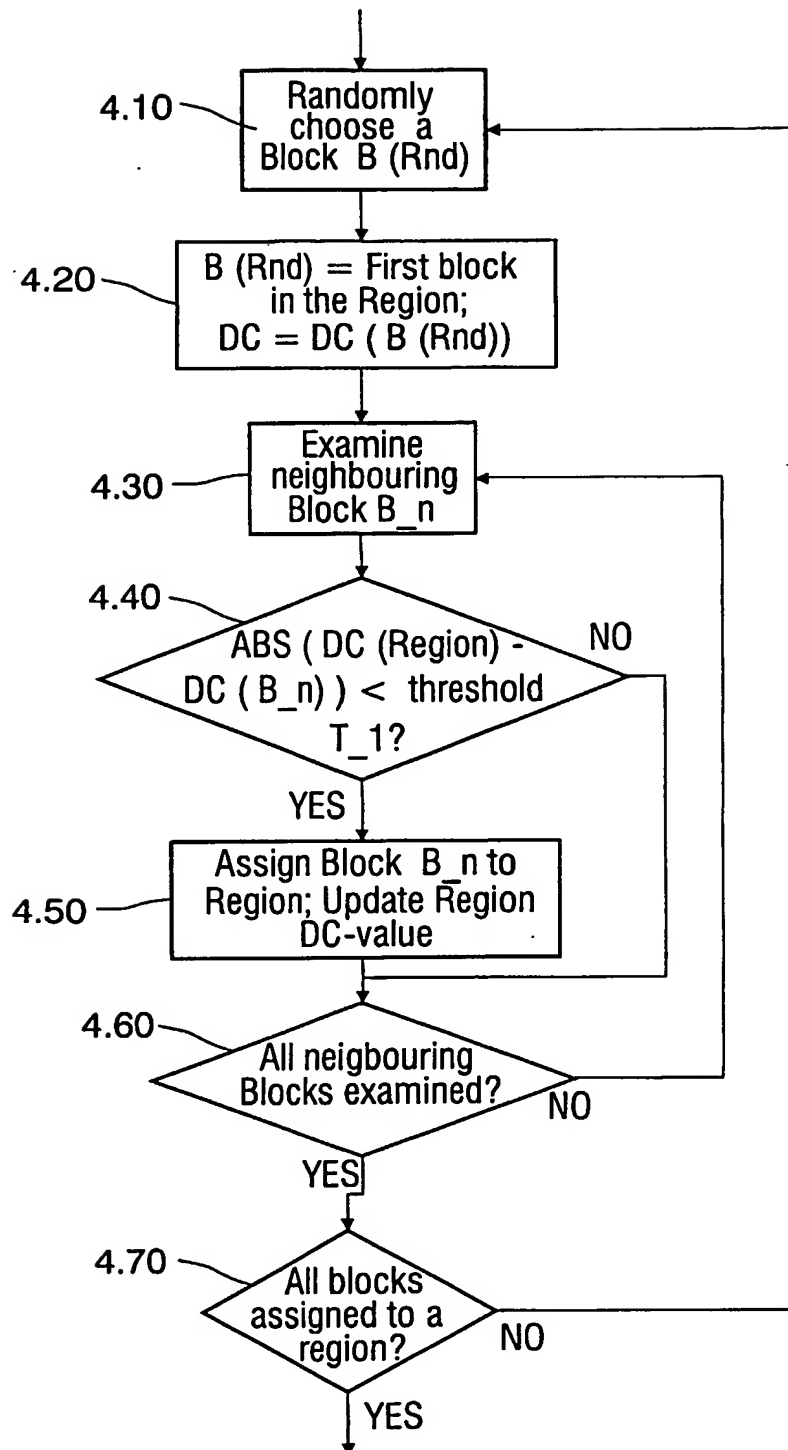 4.10
Randomly
choose a
Block B (Rnd)
4.20
B (Rnd) = First block
in the Region;
DC = DC ( B (Rnd))
4.30
Examine
neighbouring
Block B_n
4.40
ABS ( DC (Region) -
DC ( B_n) ) < threshold
T_1?
NO
YES
4.50
Assign Block B_n to
Region; Update Region
DC-value
4.60
All neigbouring
Blocks examined?
NO
YES
4.70
All blocks
assigned to a
region?
NO
YES